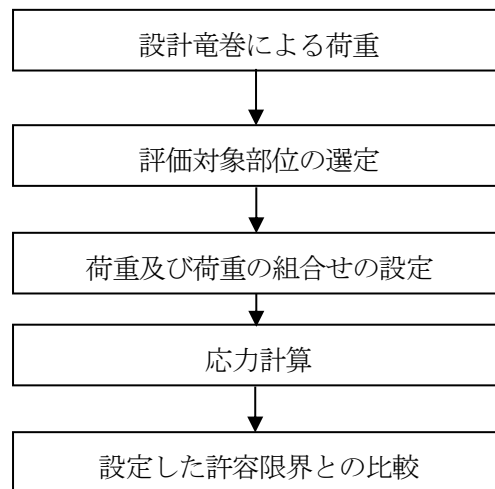 設計竜巻による荷重
評価対象部位の選定
荷重及び荷重の組合せの設定
応力計算
設定した許容限界との比較